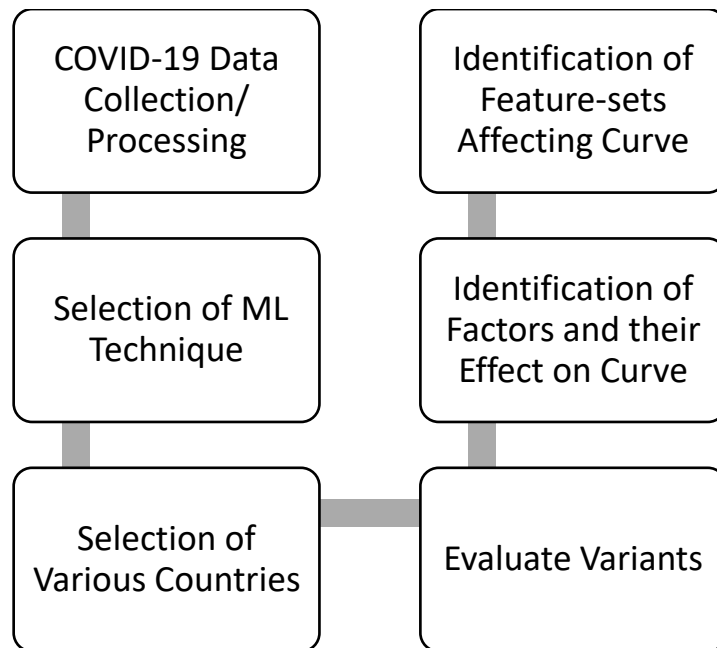 COVID-19 Data
Collection/
Processing
Selection of ML
Technique
Selection of
Various Countries
Evaluate Variants
Identification of
Factors and their
Effect on Curve
Identification of
Feature-sets
Affecting Curve